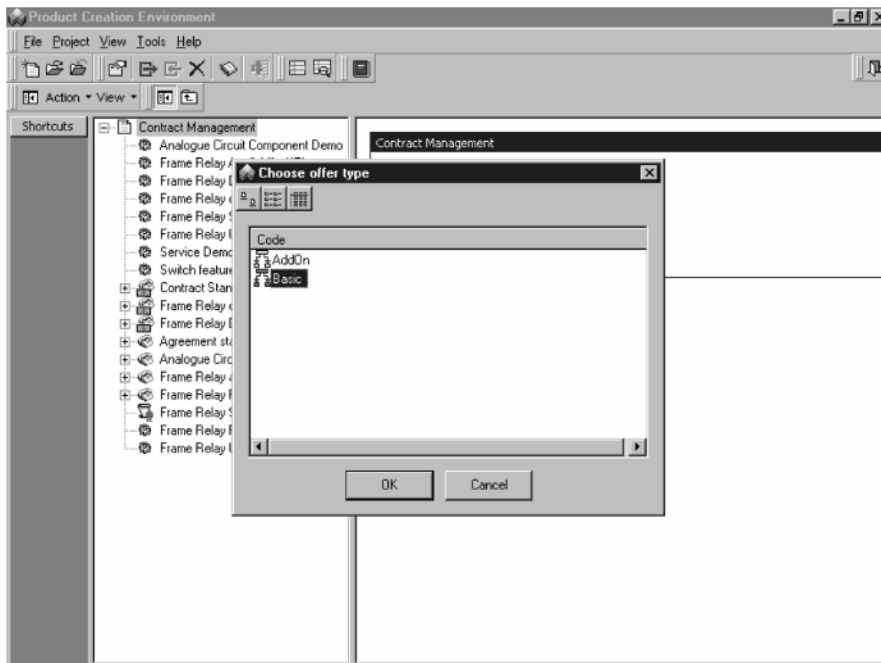 Product Creation Environment
File Project View Tools Help
Action View
Shortcuts
Contract Management
Analogue Circuit Component Demo
Frame Relay
Frame Relay
Frame Relay
Frame Relay
Frame Relay
Service Demo
Switch feature
Contract Stan
Frame Relay
Frame Relay
Agreement sta
Analogue Circ
Frame Relay
Frame Relay
Frame Relay
Frame Relay
Frame Relay
Contract Management
Choose offer type
Code
AddOn
Basic
OK Cancel